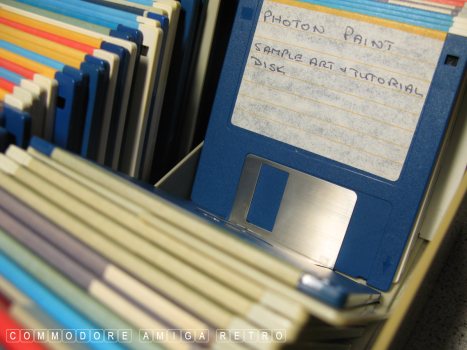 PHOTON PAINT
SAMPLE ART + TUTORIAL
DISK
COMMODORE AMIGA RETRO